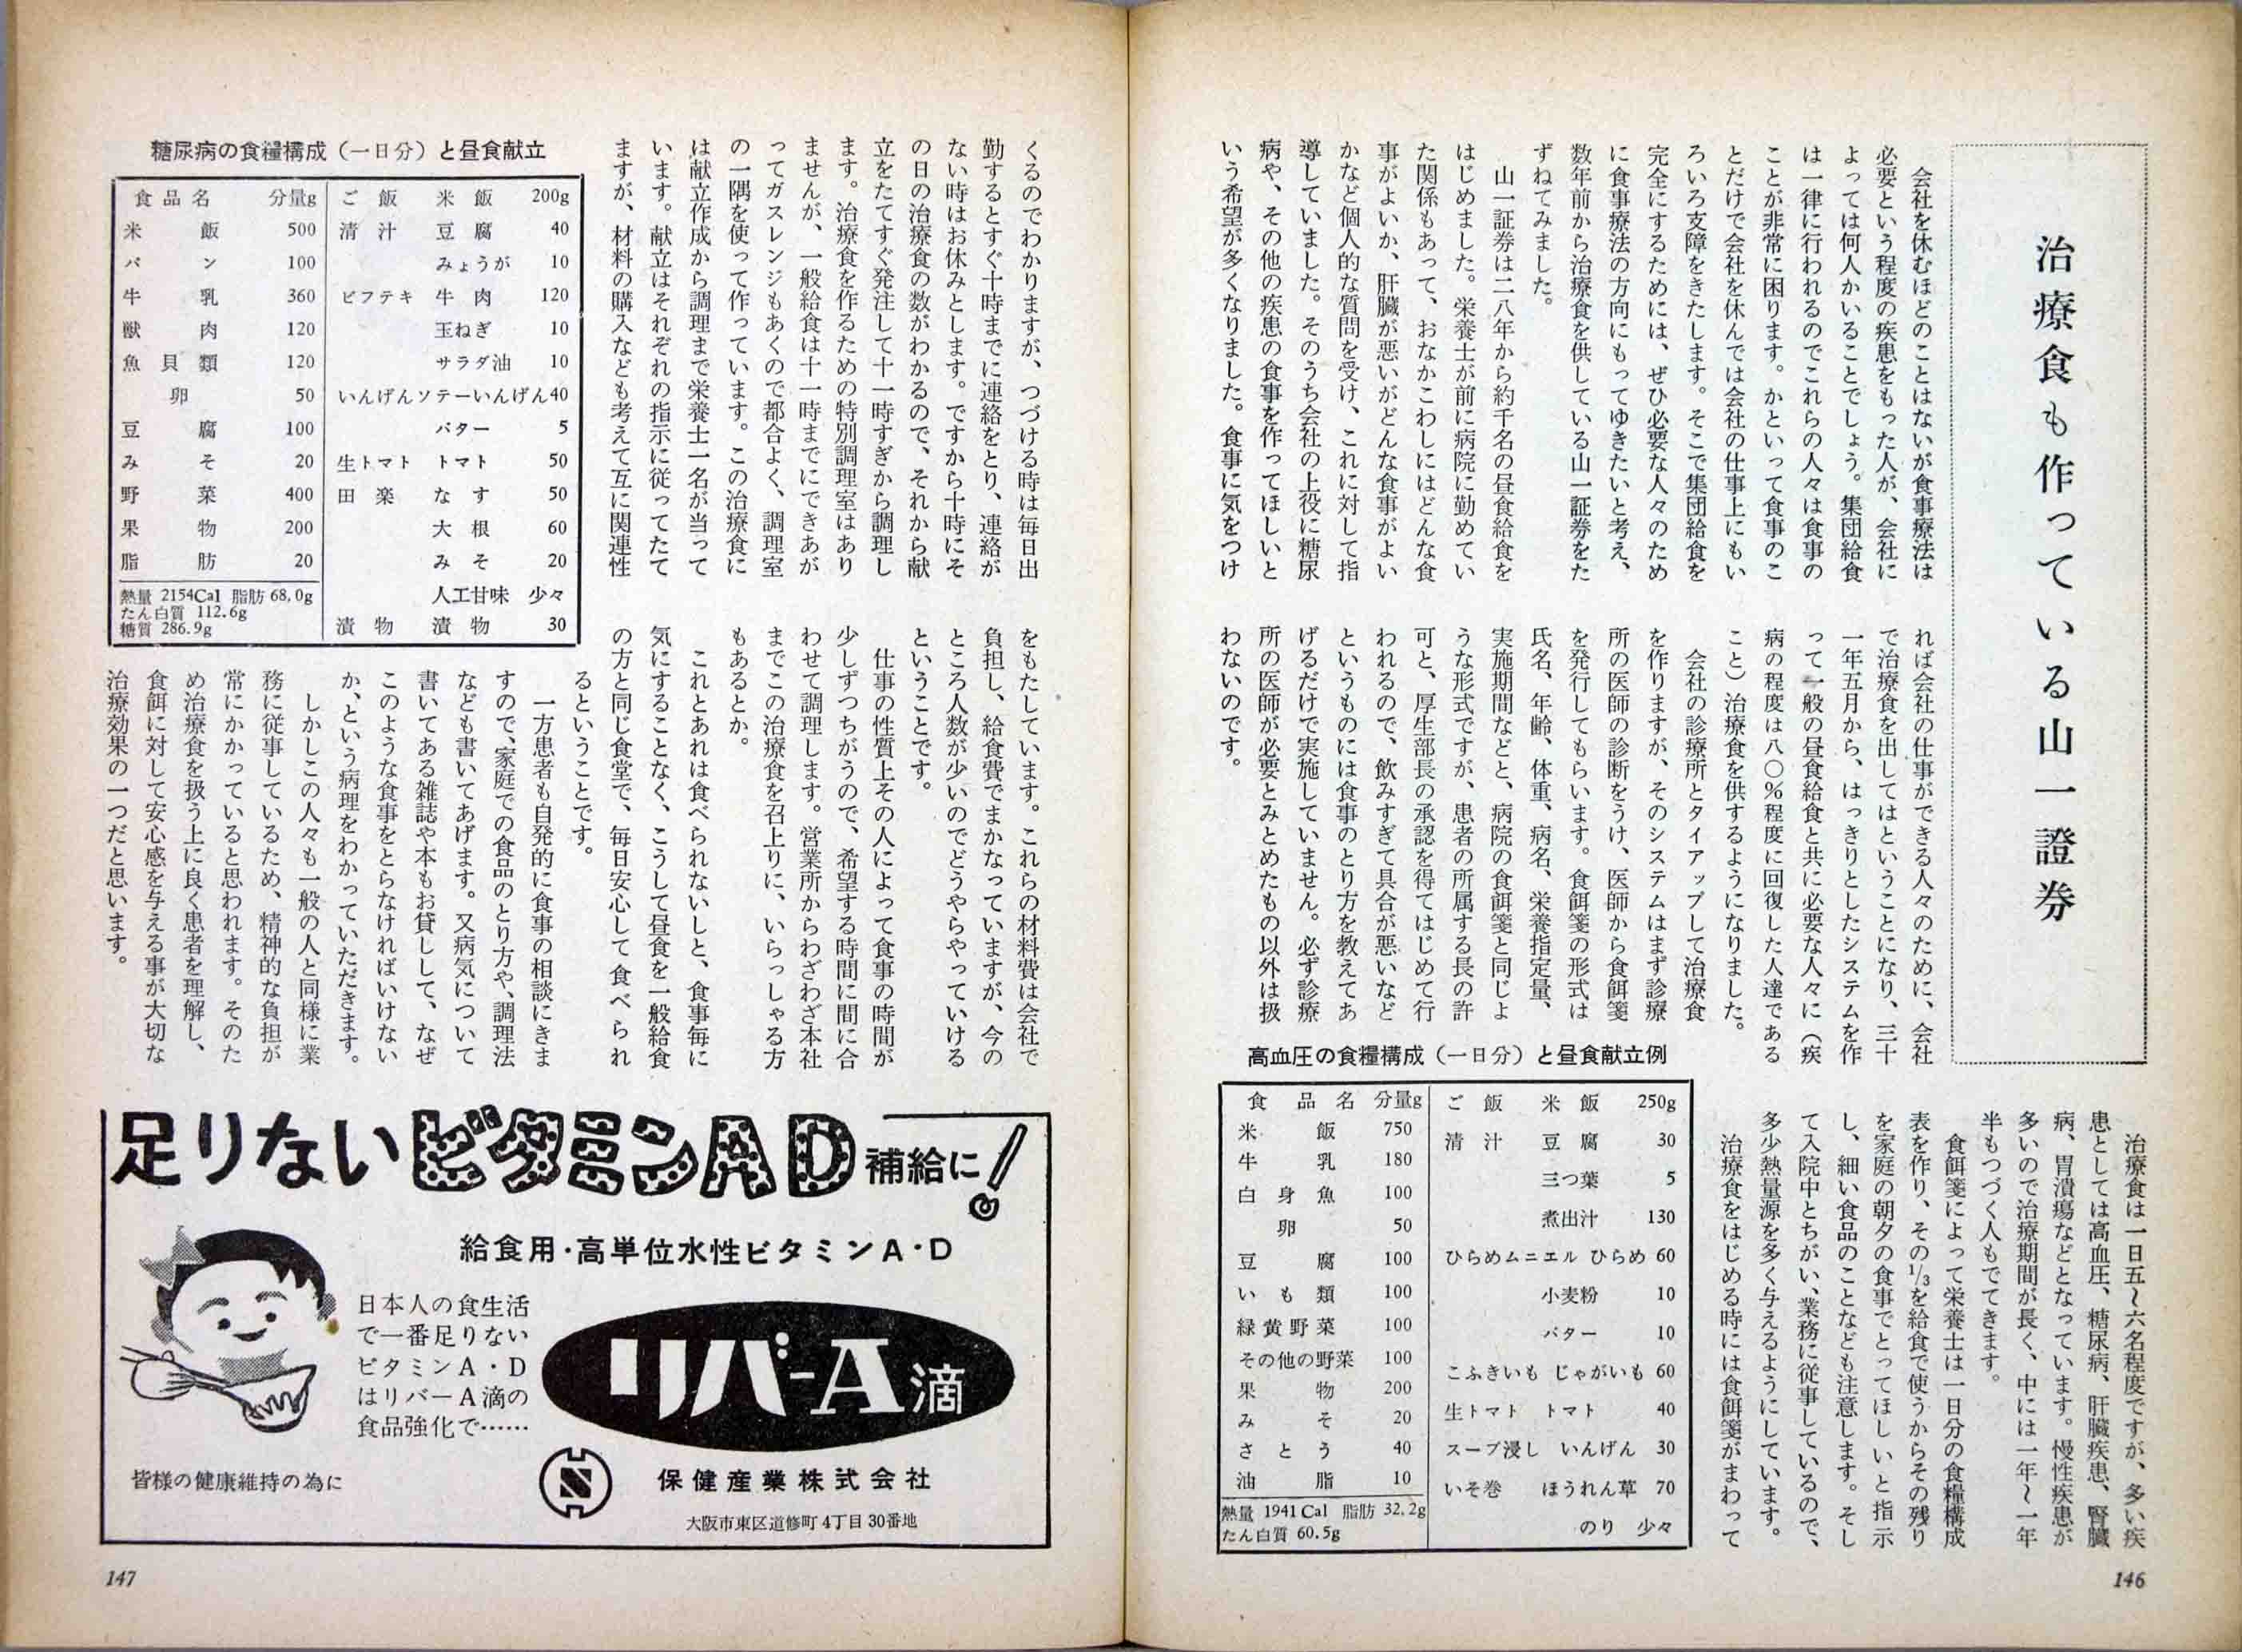 治療食も作っている山一證券
会社を休むほどのことはないが食事療法は
必要という程度の疾患をもった人が、会社に
よっては何人かいることでしょう。集団給食
は一律に行われるのでこれらの人々は食事の
ことが非常に困ります。かといって食事のこ
とだけで会社を休んでは会社の仕事上にもい
ろいろ支障をきたします。そこで集団給食を
完全にするためには、ぜひ必要な人々のため
に食事療法の方向にもってゆきたいと考え、
数年前から治療食を供している山一証券をた
ずねてみました。
山一証券は二八年から約千名の昼食給食を
はじめました。栄養士が前に病院に勤めてい
た関係もあって、おなかこわしにはどんな食
事がよいか、肝臓が悪いがどんな食事がよい
かなど個人的な質問を受け、これに対して指
導していました。そのうち会社の上役に糖尿
病や、その他の疾患の食事を作ってほしいと
いう希望が多くなりました。食事に気をつけ
れば会社の仕事ができる人々のために、会社
で治療食を出してはということになり、三十
一年五月から、はっきりとしたシステムを作
って一般の昼食給食と共に必要な人々に（疾
病の程度は八〇％程度に回復した人達である
こと）治療食を供するようになりました。
会社の診療所とタイアップして治療食
を作りますが、そのシステムはまず診療
所の医師の診断をうけ、医師から食餌箋
を発行してもらいます。食餌箋の形式は
氏名、年齢、体重、病名、栄養指定量、
実施期間などと、病院の食餌箋と同じよ
うな形式ですが、患者の所属する長の許
可と、厚生部長の承認を得てはじめて行
われるので、飲みすぎて具合が悪いなど
というものには食事のとり方を教えてあ
げるだけで実施していません。必ず診療
所の医師が必要とみとめたもの以外は扱
わないのです。
治療食は一日五〜六名程度ですが、多い疾
患としては高血圧、糖尿病、肝臓疾患、腎臓
病、胃潰瘍などとなっています。慢性疾患が
多いので治療期間が長く、中には一年〜一年
半もつづく人もでてきます。
食餌箋によって栄養士は一日分の食糧構成
表を作り、その1/3を給食で使うからその残り
を家庭の朝夕の食事でとってほしいと指示
し、細い食品のことなども注意します。そし
て入院中とちがい、業務に従事しているので、
多少熱量源を多く与えるようにしています。
治療食をはじめる時には食餌箋がまわって
高血圧の食糧構成（一日分）と昼食献立例
食品名 分量g
米飯 750
牛乳 180
白身魚 100
卵 50
豆腐 100
いも類 100
緑黄野菜 100
その他の野菜 100
果物 200
みそ 20
さとう 40
油脂 10
熱量 1941Cal 脂肪 32.2g
たん白質 60.5g
ご飯 米飯 250g
清汁 豆腐 30
三つ葉 5
煮出汁 130
ひらめムニエル ひらめ 60
小麦粉 10
バター 10
こふきいも じゃがいも 60
生トマト トマト 40
スープ浸し いんげん 30
いそ巻 ほうれん草 70
のり 少々
146
くるのでわかりますが、つづける時は毎日出
勤するとすぐ十時までに連絡をとり、連絡が
ない時はお休みとします。ですから十時にそ
の日の治療食の数がわかるので、それから献
立をたてすぐ発注して十一時すぎから調理し
ます。治療食を作るための特別調理室はあり
ませんが、一般給食は十一時までにできあが
ってガスレンジもあくので都合よく、調理室
の一隅を使って作っています。この治療食に
は献立作成から調理まで栄養士一名が当って
います。献立はそれぞれの指示に従ってたて
ますが、材料の購入なども考えて互に関連性
をもたしています。これらの材料費は会社で
負担し、給食費でまかなっていますが、今の
ところ人数が少いのでどうやらやっていける
ということです。
仕事の性質上その人によって食事の時間が
少しずつちがうので、希望する時間に間に合
わせて調理します。営業所からわざわざ本社
までこの治療食を召上りに、いらっしゃる方
もあるとか。
これとあれは食べられないしと、食事毎に
気にすることなく、こうして昼食を一般給食
の方と同じ食堂で、毎日安心して食べられ
るということです。
一方患者も自発的に食事の相談にきま
すので、家庭での食品のとり方や、調理法
なども書いてあげます。又病気について
書いてある雑誌や本もお貸しして、なぜ
このような食事をとらなければいけない
か、という病理をわかっていただきます。
しかしこの人々も一般の人と同様に業
務に従事しているため、精神的な負担が
常にかかっていると思われます。そのた
め治療食を扱う上に良く患者を理解し、
食餌に対して安心感を与える事が大切な
治療効果の一つだと思います。
糖尿病の食糧構成（一日分）と昼食献立
食品名 分量g
米飯 500
パン 100
牛乳 360
獣肉 120
魚貝類 120
卵 50
豆腐 100
みそ 20
野菜 400
果物 200
脂肪 20
熱量 2154Cal 脂肪 68.0g
たん白質 112.6g
糖質 286.9g
ご飯 米飯 200g
清汁 豆腐 40
みょうが 10
ビフテキ 牛肉 120
玉ねぎ 10
サラダ油 10
いんげんソテーいんげん40
バター 5
生トマト トマト 50
田楽 なす 50
大根 60
みそ 20
人工甘味 少々
漬物 漬物 30
足りないビタミンAD補給に！
給食用・高単位水性ビタミンA・D
日本人の食生活
で一番足りない
ビタミンA・D
はリバーA滴の
食品強化で……
リバーA滴
皆様の健康維持の為に
N
保健産業株式会社
大阪市東区道修町4丁目30番地
147